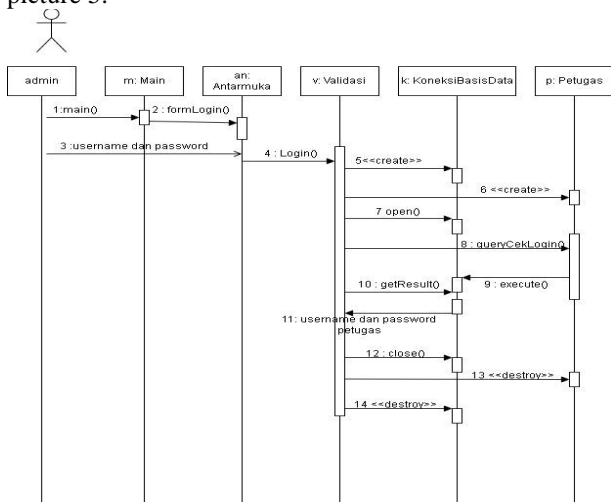 picture 3.
admin
m: Main
an:
Antarmuka
v: Validasi
k: KoneksiBasisData
p: Petugas
1:main()
2 : formLogin()
3 :username dan password
4 : Login()
5<<create>>
6 <<create>>
7 open()
8 : queryCekLogin()
9 : execute()
10 : getResult()
11: username dan password
petugas
12 : close()
13 <<destroy>>
14 <<destroy>>